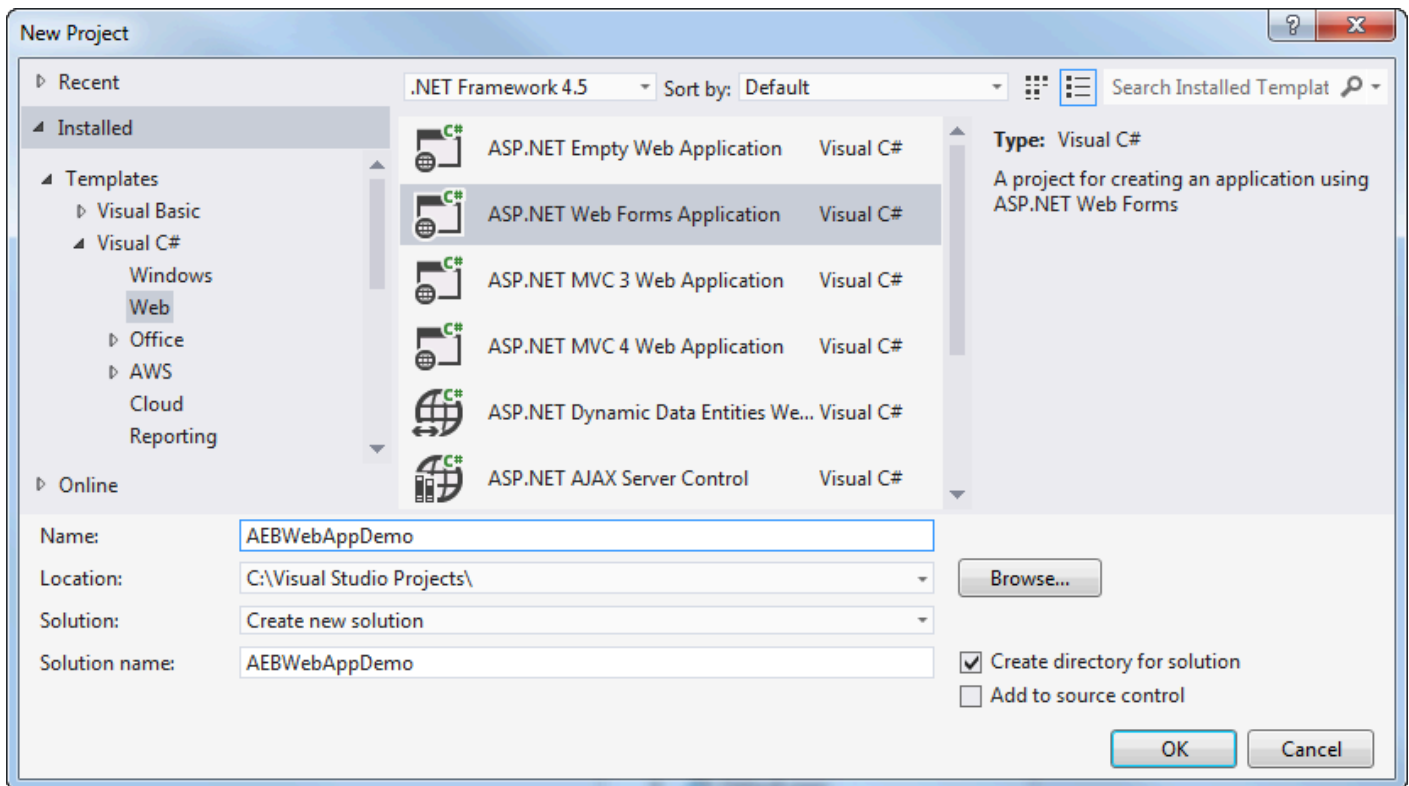 New Project
Recent
Installed
Templates
Visual Basic
Visual C#
Windows
Web
Office
AWS
Cloud
Reporting
Online
.NET Framework 4.5
Sort by: Default
Search Installed Templat
C# ASP.NET Empty Web Application Visual C#
C# ASP.NET Web Forms Application Visual C#
C# ASP.NET MVC 3 Web Application Visual C#
C# ASP.NET MVC 4 Web Application Visual C#
C# ASP.NET Dynamic Data Entities We... Visual C#
C# ASP.NET AJAX Server Control Visual C#
Type: Visual C#
A project for creating an application using
ASP.NET Web Forms
Name: AEBWebAppDemo
Location: C:\Visual Studio Projects\
Browse...
Solution: Create new solution
Solution name: AEBWebAppDemo
Create directory for solution
Add to source control
OK Cancel